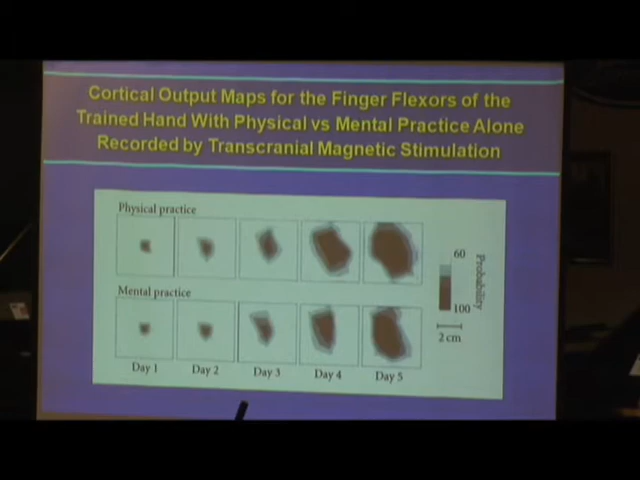 Cortical Output Maps for the Finger Flexors of the
Trained Hand With Physical vs Mental Practice Alone
Recorded by Transcranial Magnetic Stimulation
Physical practice
60
Probability
100
2 cm
Mental practice
Day 1 Day 2 Day 3 Day 4 Day 5